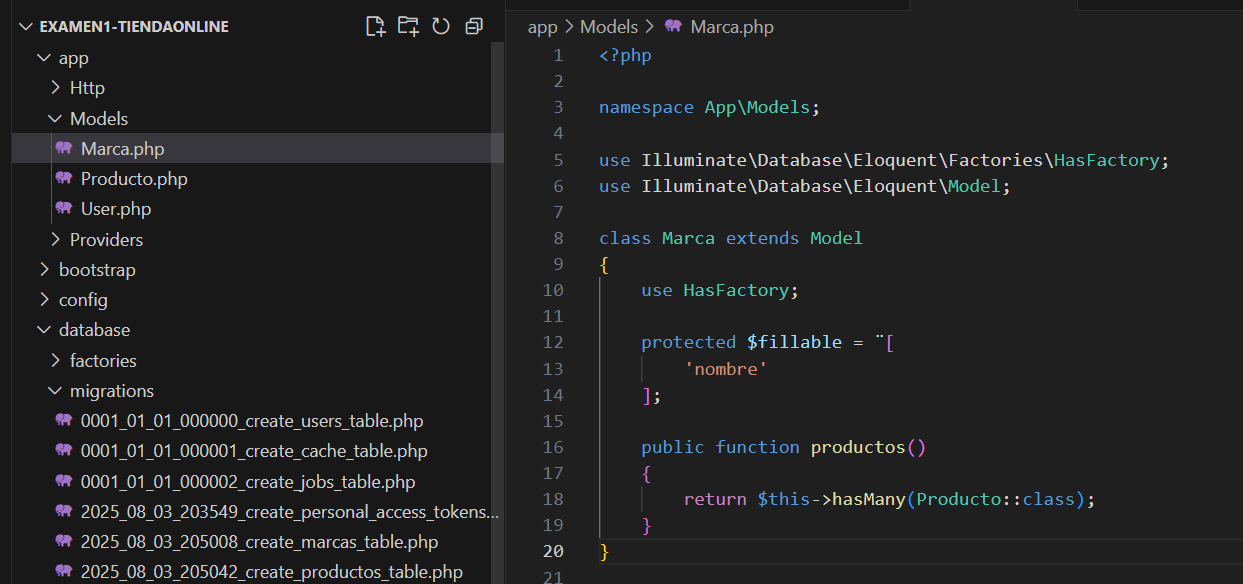 EXAMEN1-TIENDAONLINE
app
Http
Models
Marca.php
Producto.php
User.php
Providers
bootstrap
config
database
factories
migrations
0001_01_01_000000_create_users_table.php
0001_01_01_000001_create_cache_table.php
0001_01_01_000002_create_jobs_table.php
2025_08_03_203549_create_personal_access_tokens...
2025_08_03_205008_create_marcas_table.php
2025_08_03_205042_create_productos_table.php
app > Models > Marca.php
1 <?php
2
3 namespace App\Models;
4
5 use Illuminate\Database\Eloquent\Factories\HasFactory;
6 use Illuminate\Database\Eloquent\Model;
7
8 class Marca extends Model
9 {
10     use HasFactory;
11
12     protected $fillable = ¨[
13         'nombre'
14     ];
15
16     public function productos()
17     {
18         return $this->hasMany(Producto::class);
19     }
20 }
21